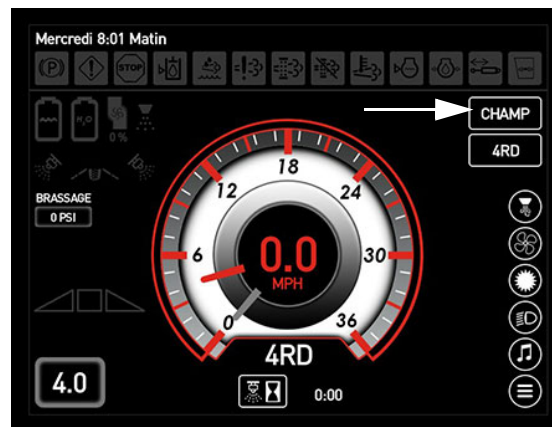 Mercredi 8:01 Matin
(P)
STOP
H₂O
0 %
CHAMP
4RD
BRASSAGE
0 PSI
0
6
12
18
24
30
36
0.0
MPH
4RD
4.0
0:00